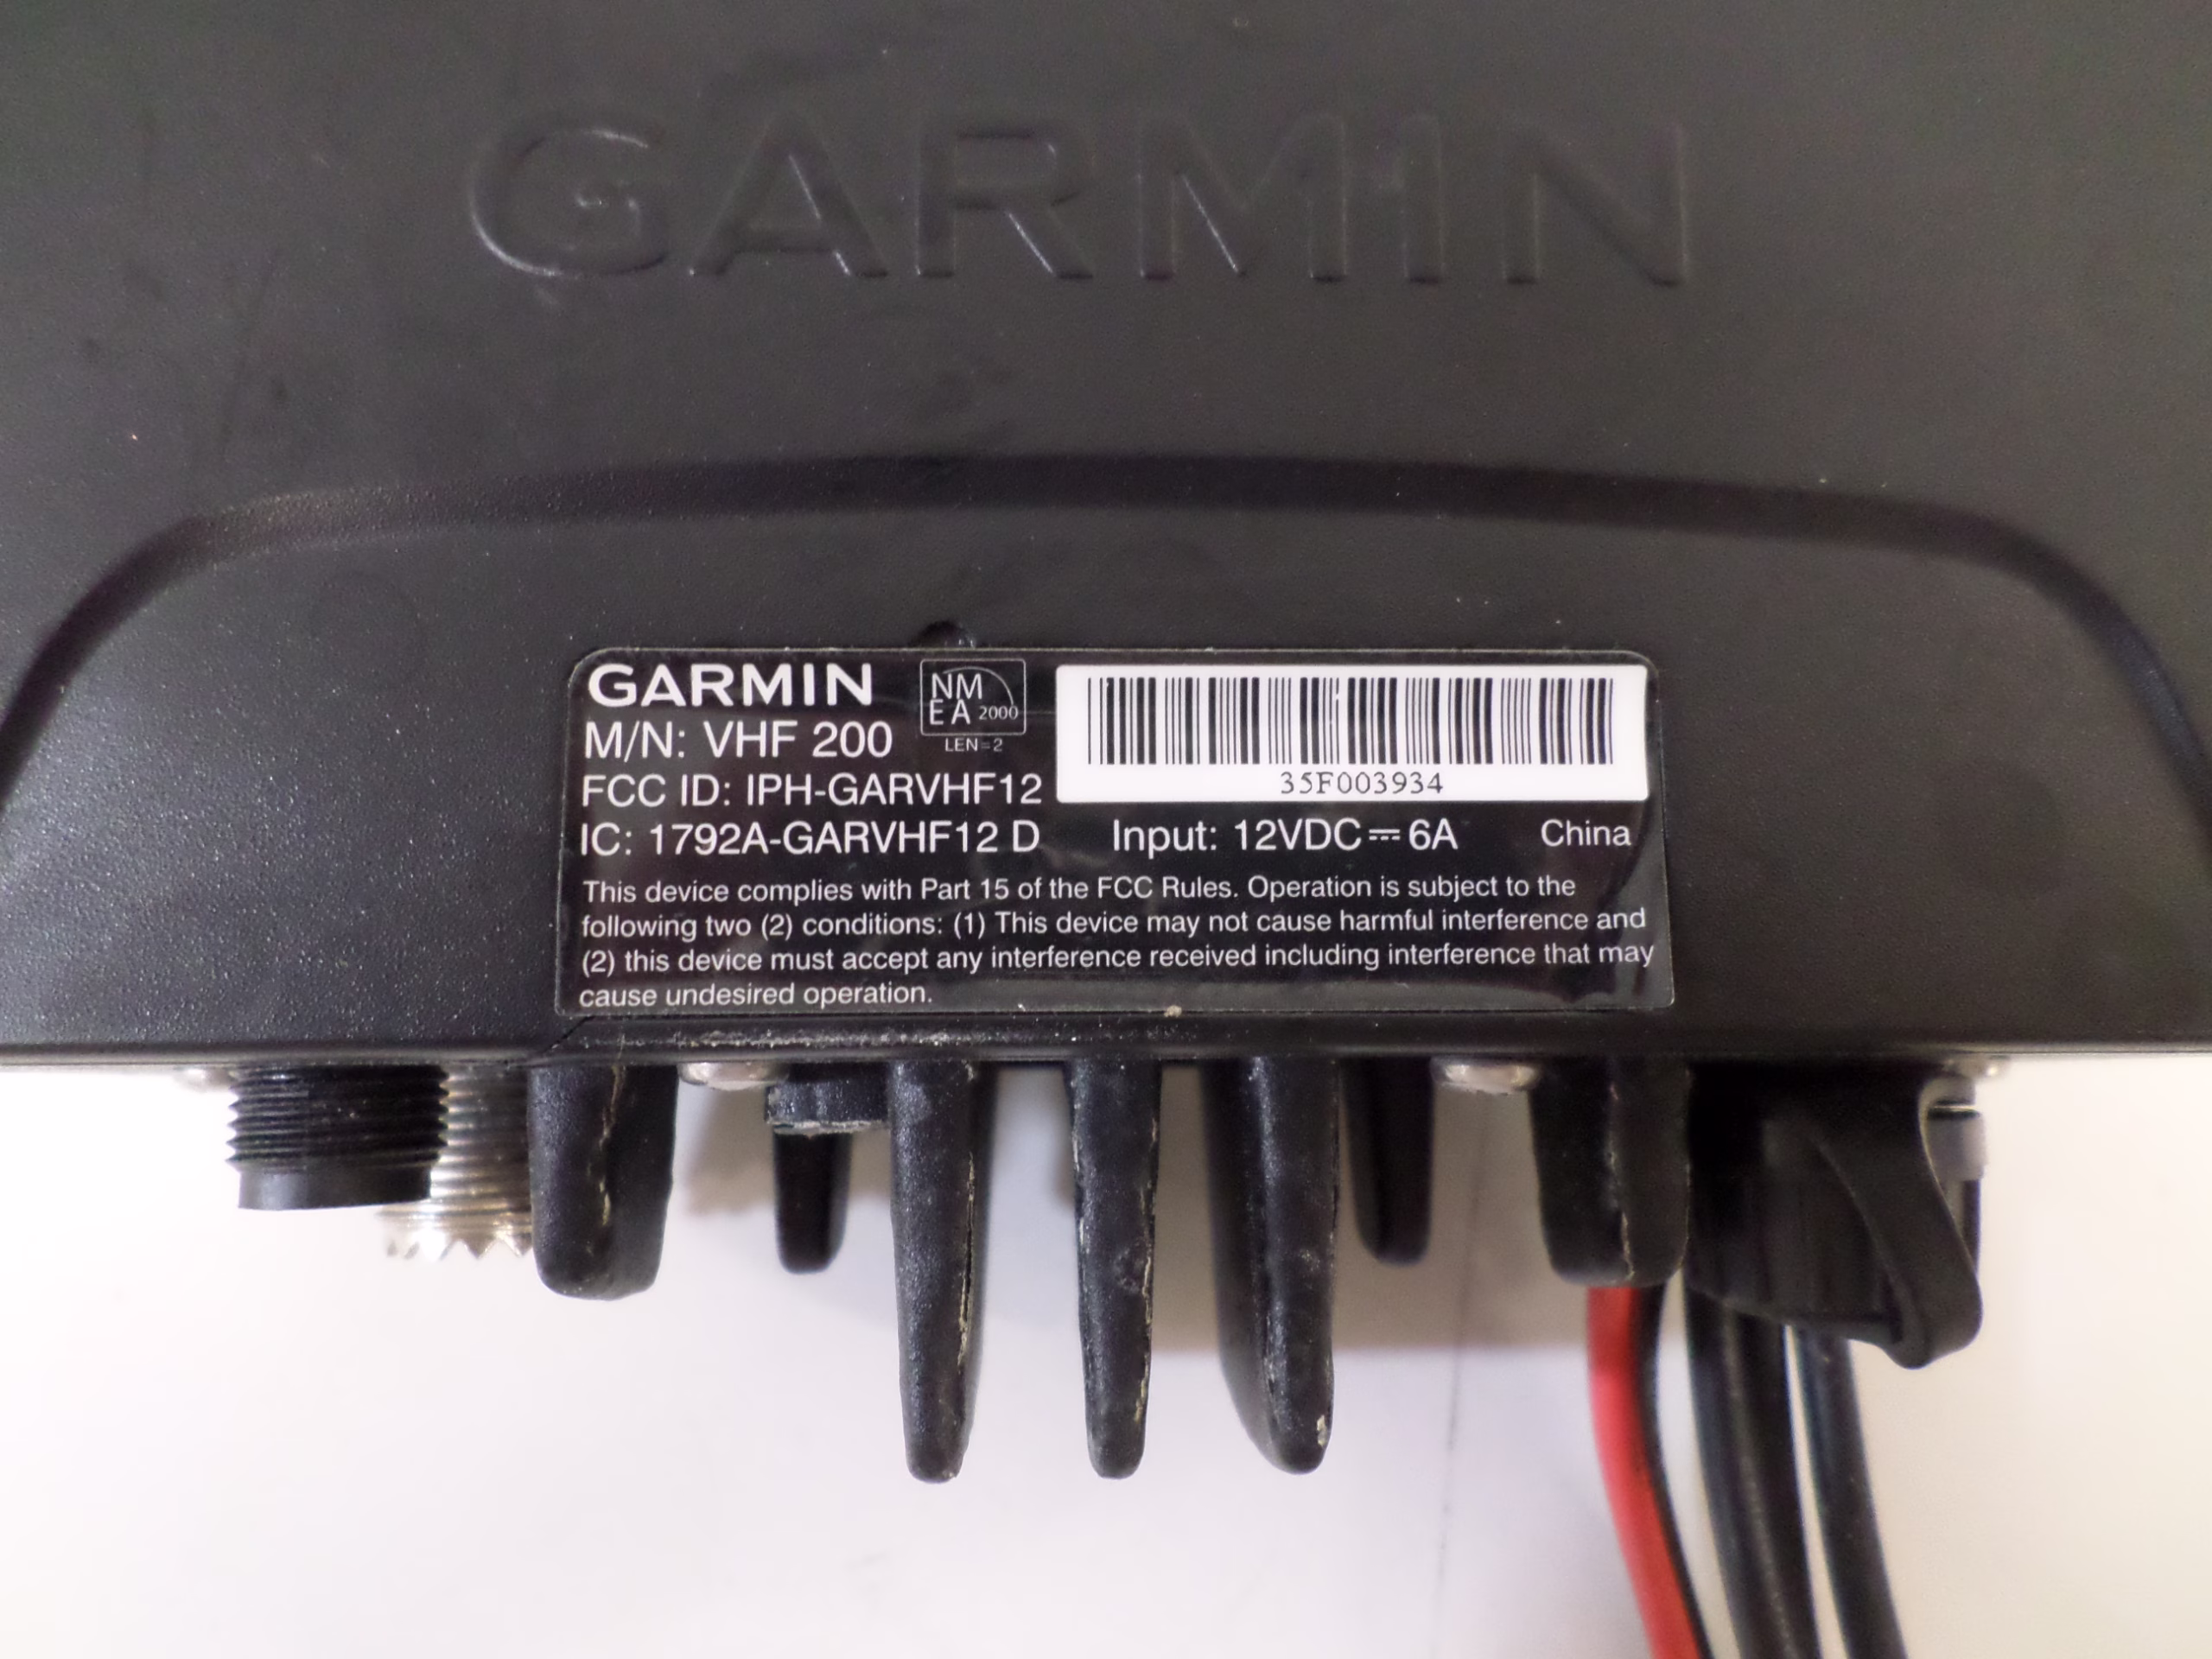 GARMIN
GARMIN
NM
EA 2000
LEN=2
M/N: VHF 200
FCC ID: IPH-GARVHF12
35F003934
IC: 1792A-GARVHF12 D Input: 12VDC⎓6A China
This device complies with Part 15 of the FCC Rules. Operation is subject to the
following two (2) conditions: (1) This device may not cause harmful interference and
(2) this device must accept any interference received including interference that may
cause undesired operation.